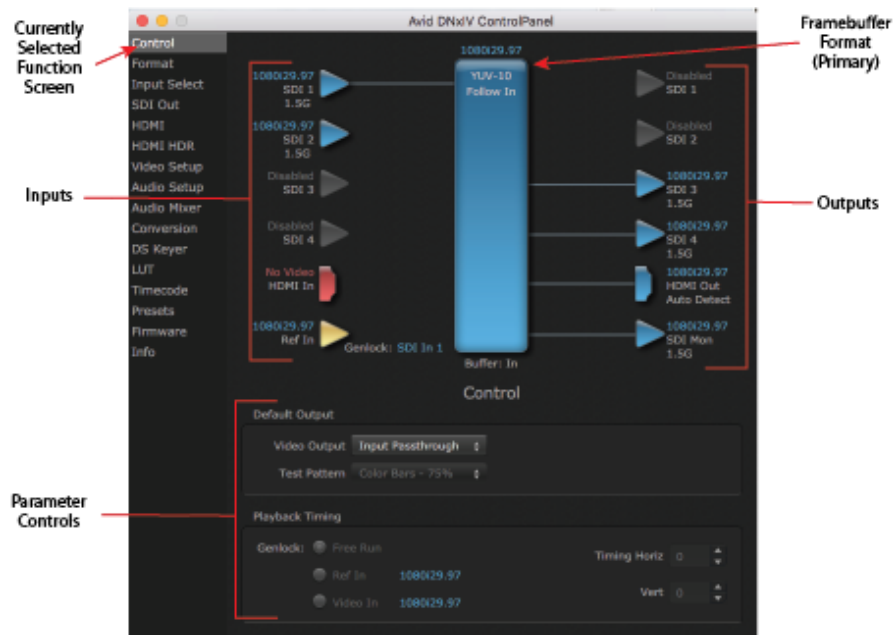 Avid DNxIV ControlPanel
Currently
Selected
Function
Screen
Framebuffer
Format
(Primary)
Inputs
Outputs
Parameter
Controls
Control
Format
Input Select
SDI Out
HDMI
HDMI HDR
Video Setup
Audio Setup
Audio Mixer
Conversion
DS Keyer
LUT
Timecode
Presets
Firmware
Info
1080i29.97
SDI 1
1.5G
1080i29.97
SDI 2
1.5G
Disabled
SDI 3
Disabled
SDI 4
No Video
HDMI In
1080i29.97
Ref In
Genlock: SDI In 1
1080i29.97
YUV-10
Follow In
Buffer: In
Disabled
SDI 1
Disabled
SDI 2
1080i29.97
SDI 3
1.5G
1080i29.97
SDI 4
1.5G
1080i29.97
HDMI Out
Auto Detect
1080i29.97
SDI Mon
1.5G
Control
Default Output
Video Output Input Passthrough
Test Pattern Color Bars - 75%
Playback Timing
Genlock: Free Run
Ref In 1080i29.97
Video In 1080i29.97
Timing Horiz 0
Vert 0